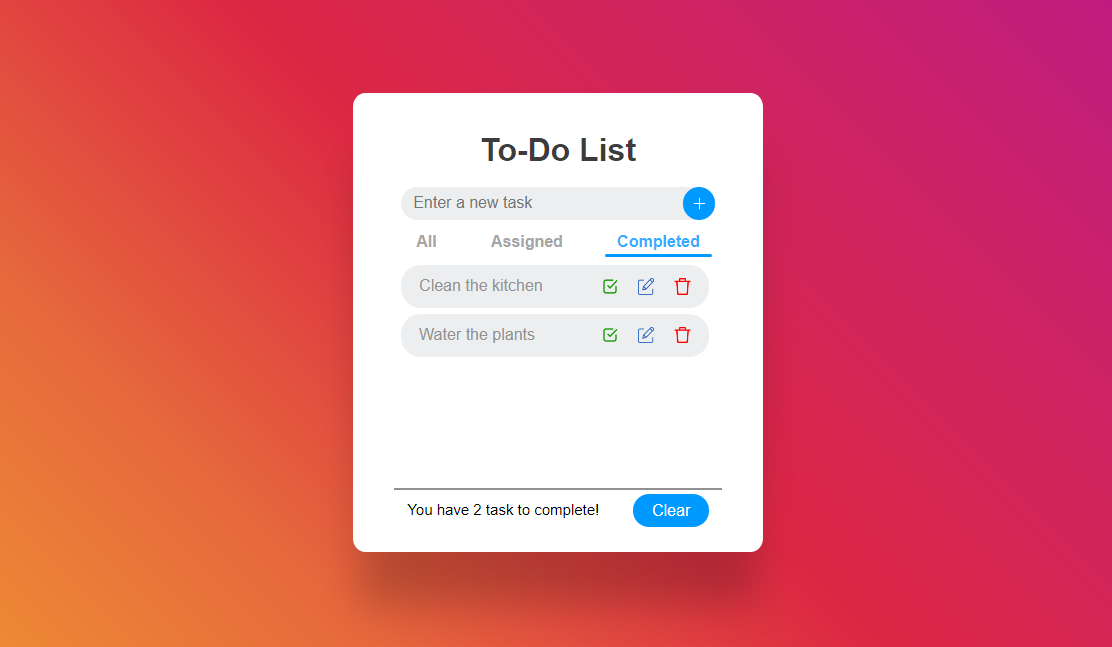 To-Do List
Enter a new task
All Assigned Completed
Clean the kitchen
Water the plants
You have 2 task to complete! Clear